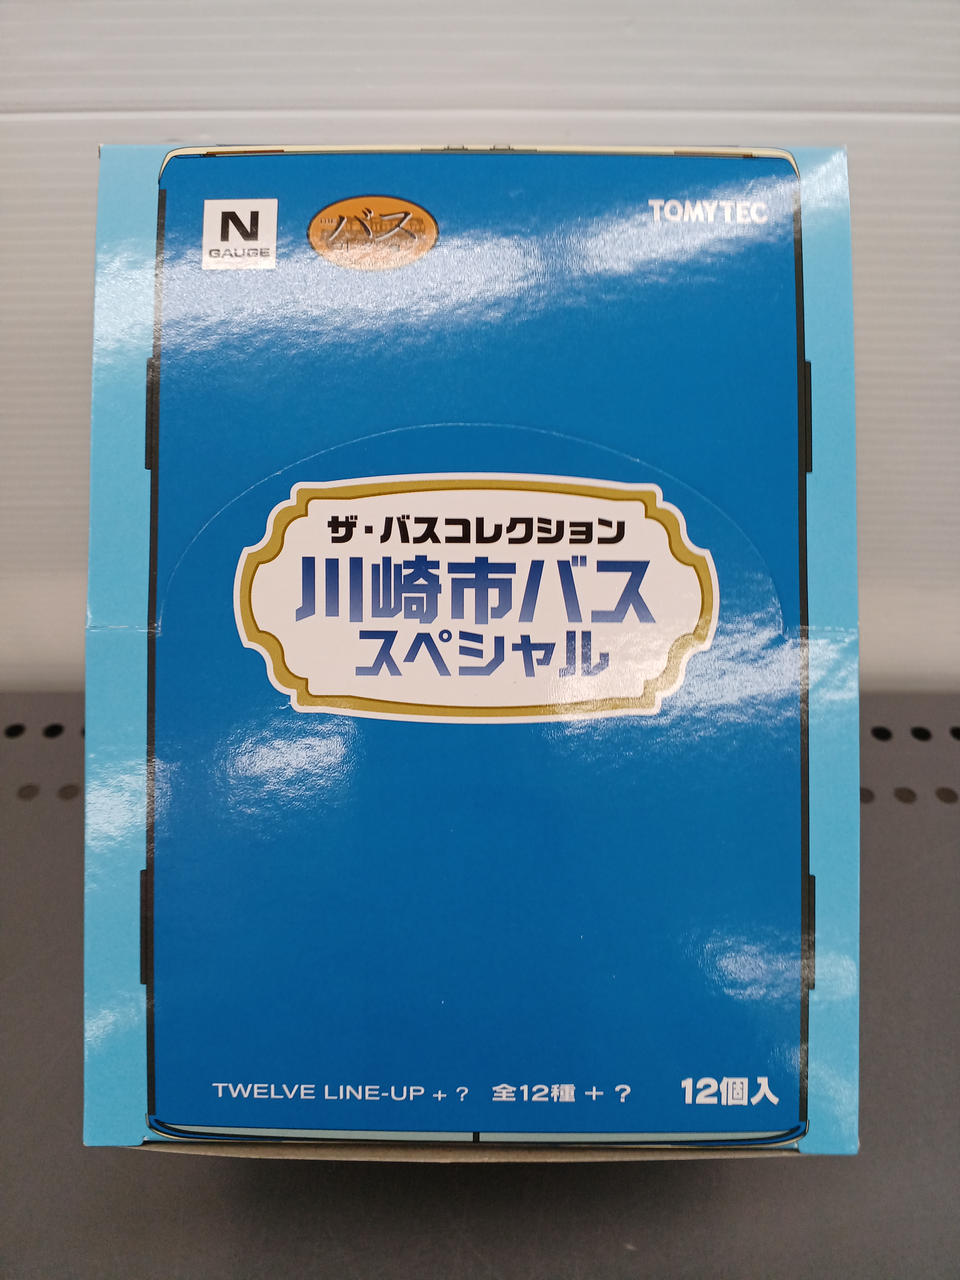 N
GAUGE
バス
TOMYTEC
ザ・バスコレクション
川崎市バス
スペシャル
TWELVE LINE-UP + ? 全12種 + ? 12個入